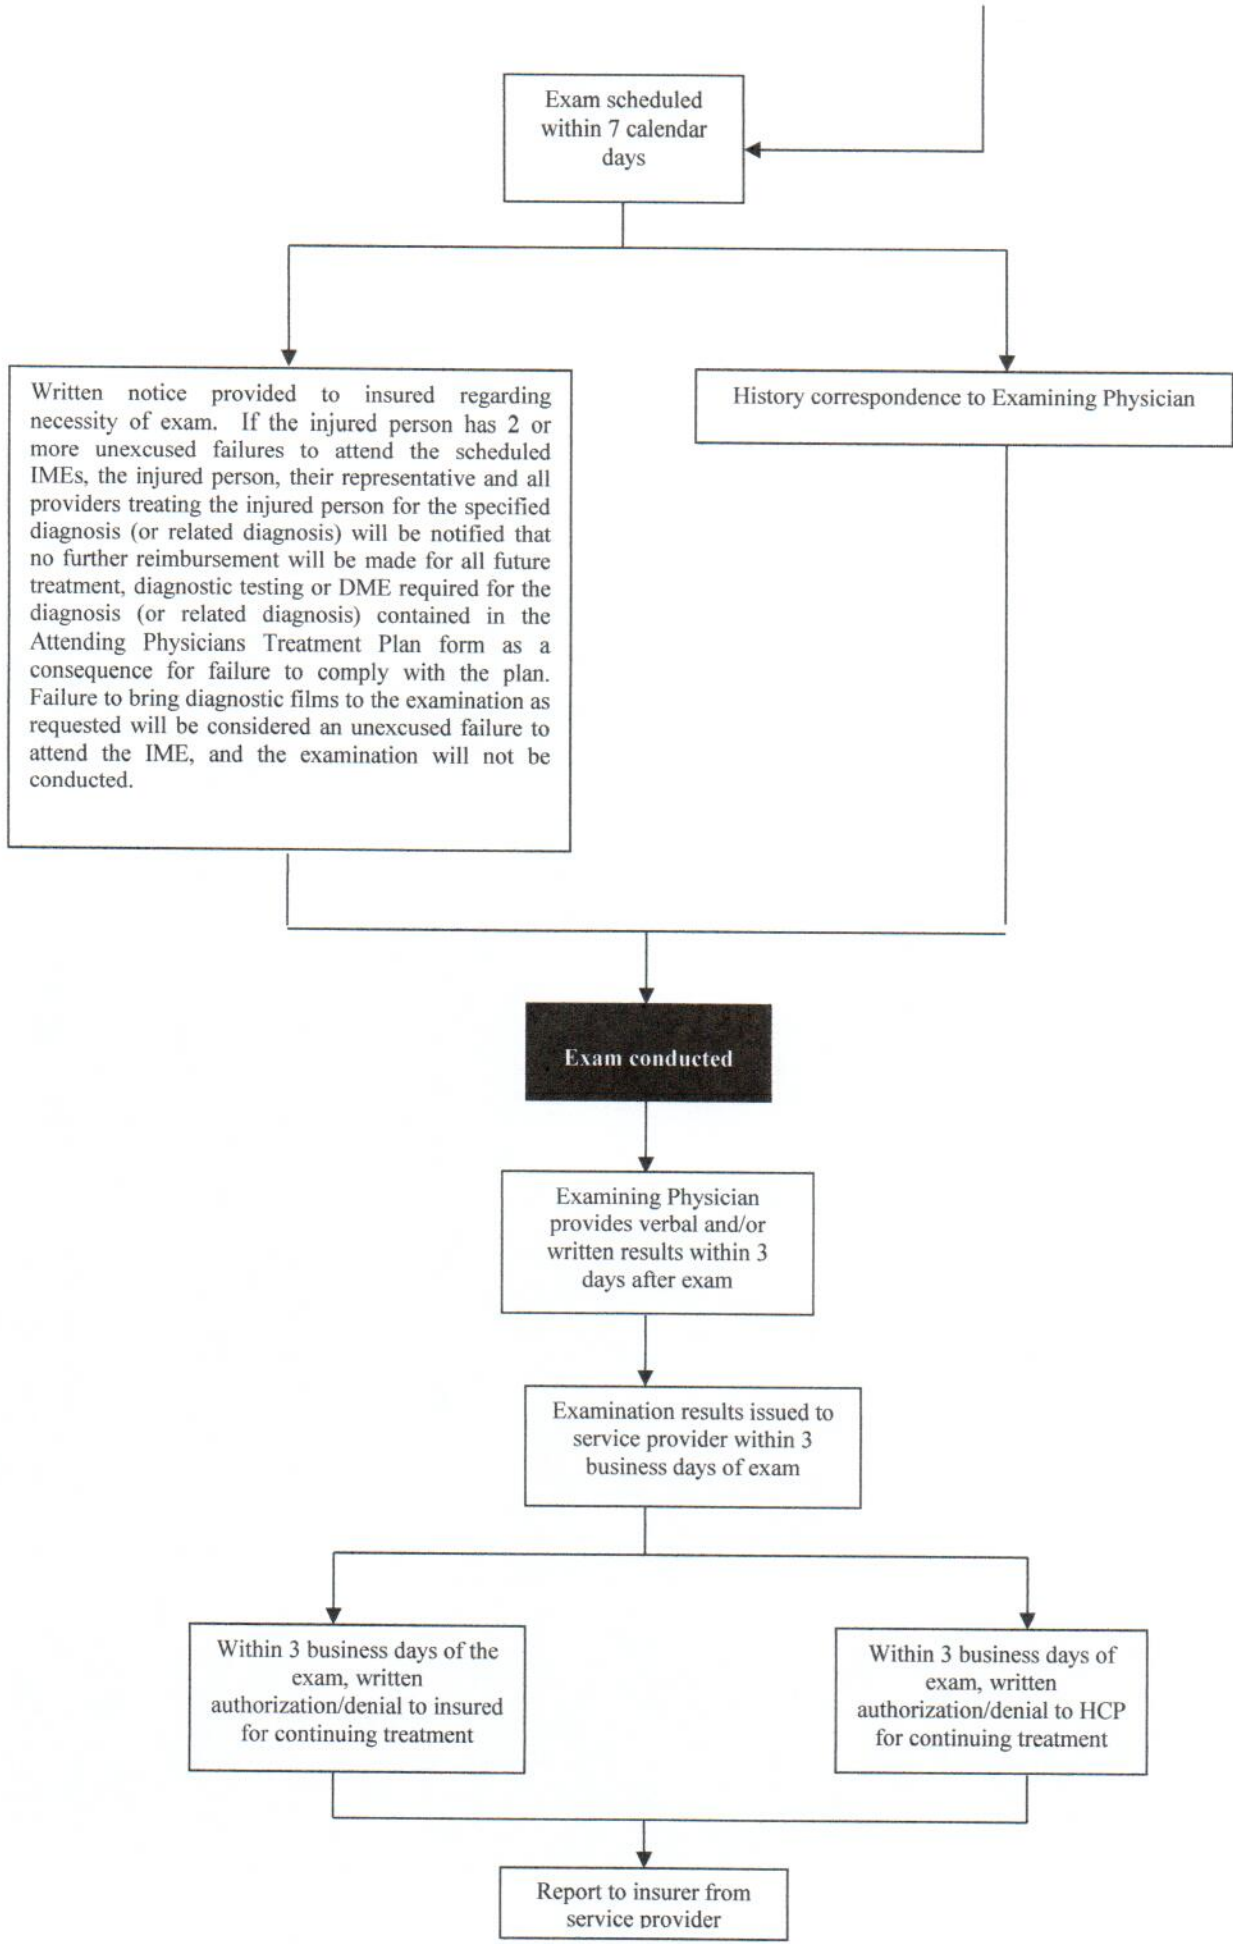 Exam scheduled
within 7 calendar
days
Written notice provided to insured regarding
necessity of exam. If the injured person has 2 or
more unexcused failures to attend the scheduled
IMEs, the injured person, their representative and all
providers treating the injured person for the specified
diagnosis (or related diagnosis) will be notified that
no further reimbursement will be made for all future
treatment, diagnostic testing or DME required for the
diagnosis (or related diagnosis) contained in the
Attending Physicians Treatment Plan form as a
consequence for failure to comply with the plan.
Failure to bring diagnostic films to the examination as
requested will be considered an unexcused failure to
attend the IME, and the examination will not be
conducted.
History correspondence to Examining Physician
Exam conducted
Examining Physician
provides verbal and/or
written results within 3
days after exam
Examination results issued to
service provider within 3
business days of exam
Within 3 business days of the
exam, written
authorization/denial to insured
for continuing treatment
Within 3 business days of
exam, written
authorization/denial to HCP
for continuing treatment
Report to insurer from
service provider